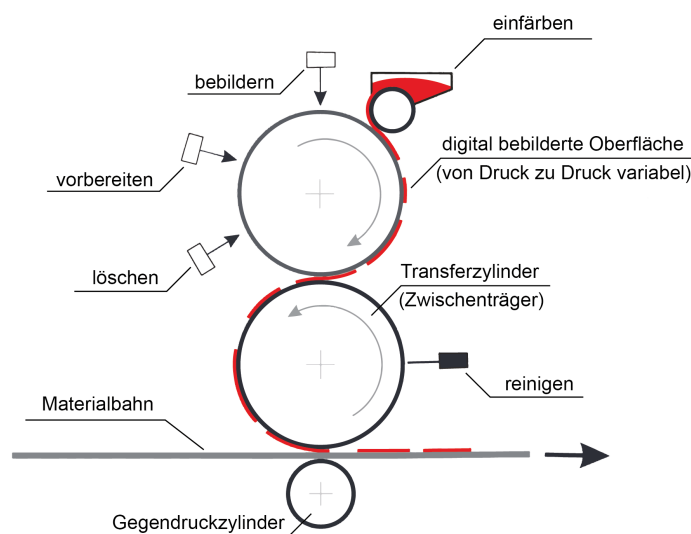 einfärben
bebildern
digital bebilderte Oberfläche
(von Druck zu Druck variabel)
vorbereiten
löschen
Transferzylinder
(Zwischenträger)
reinigen
Materialbahn
Gegendruckzylinder